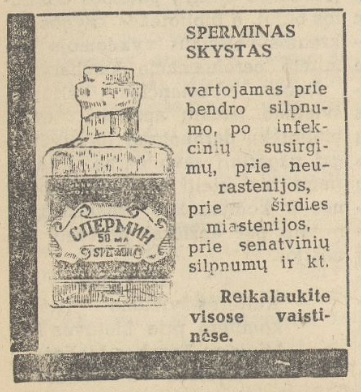 SPERMINAS
SKYSTAS
vartojamas prie
bendro silpnu-
mo, po infek-
cinių susirgi-
mų, prie neu-
rastenijos,
prie širdies
miastenijos,
prie senatvinių
silpnumų ir kt.
Reikalaukite
visose vaisti-
nėse.
СПЕРМИН
50 мл